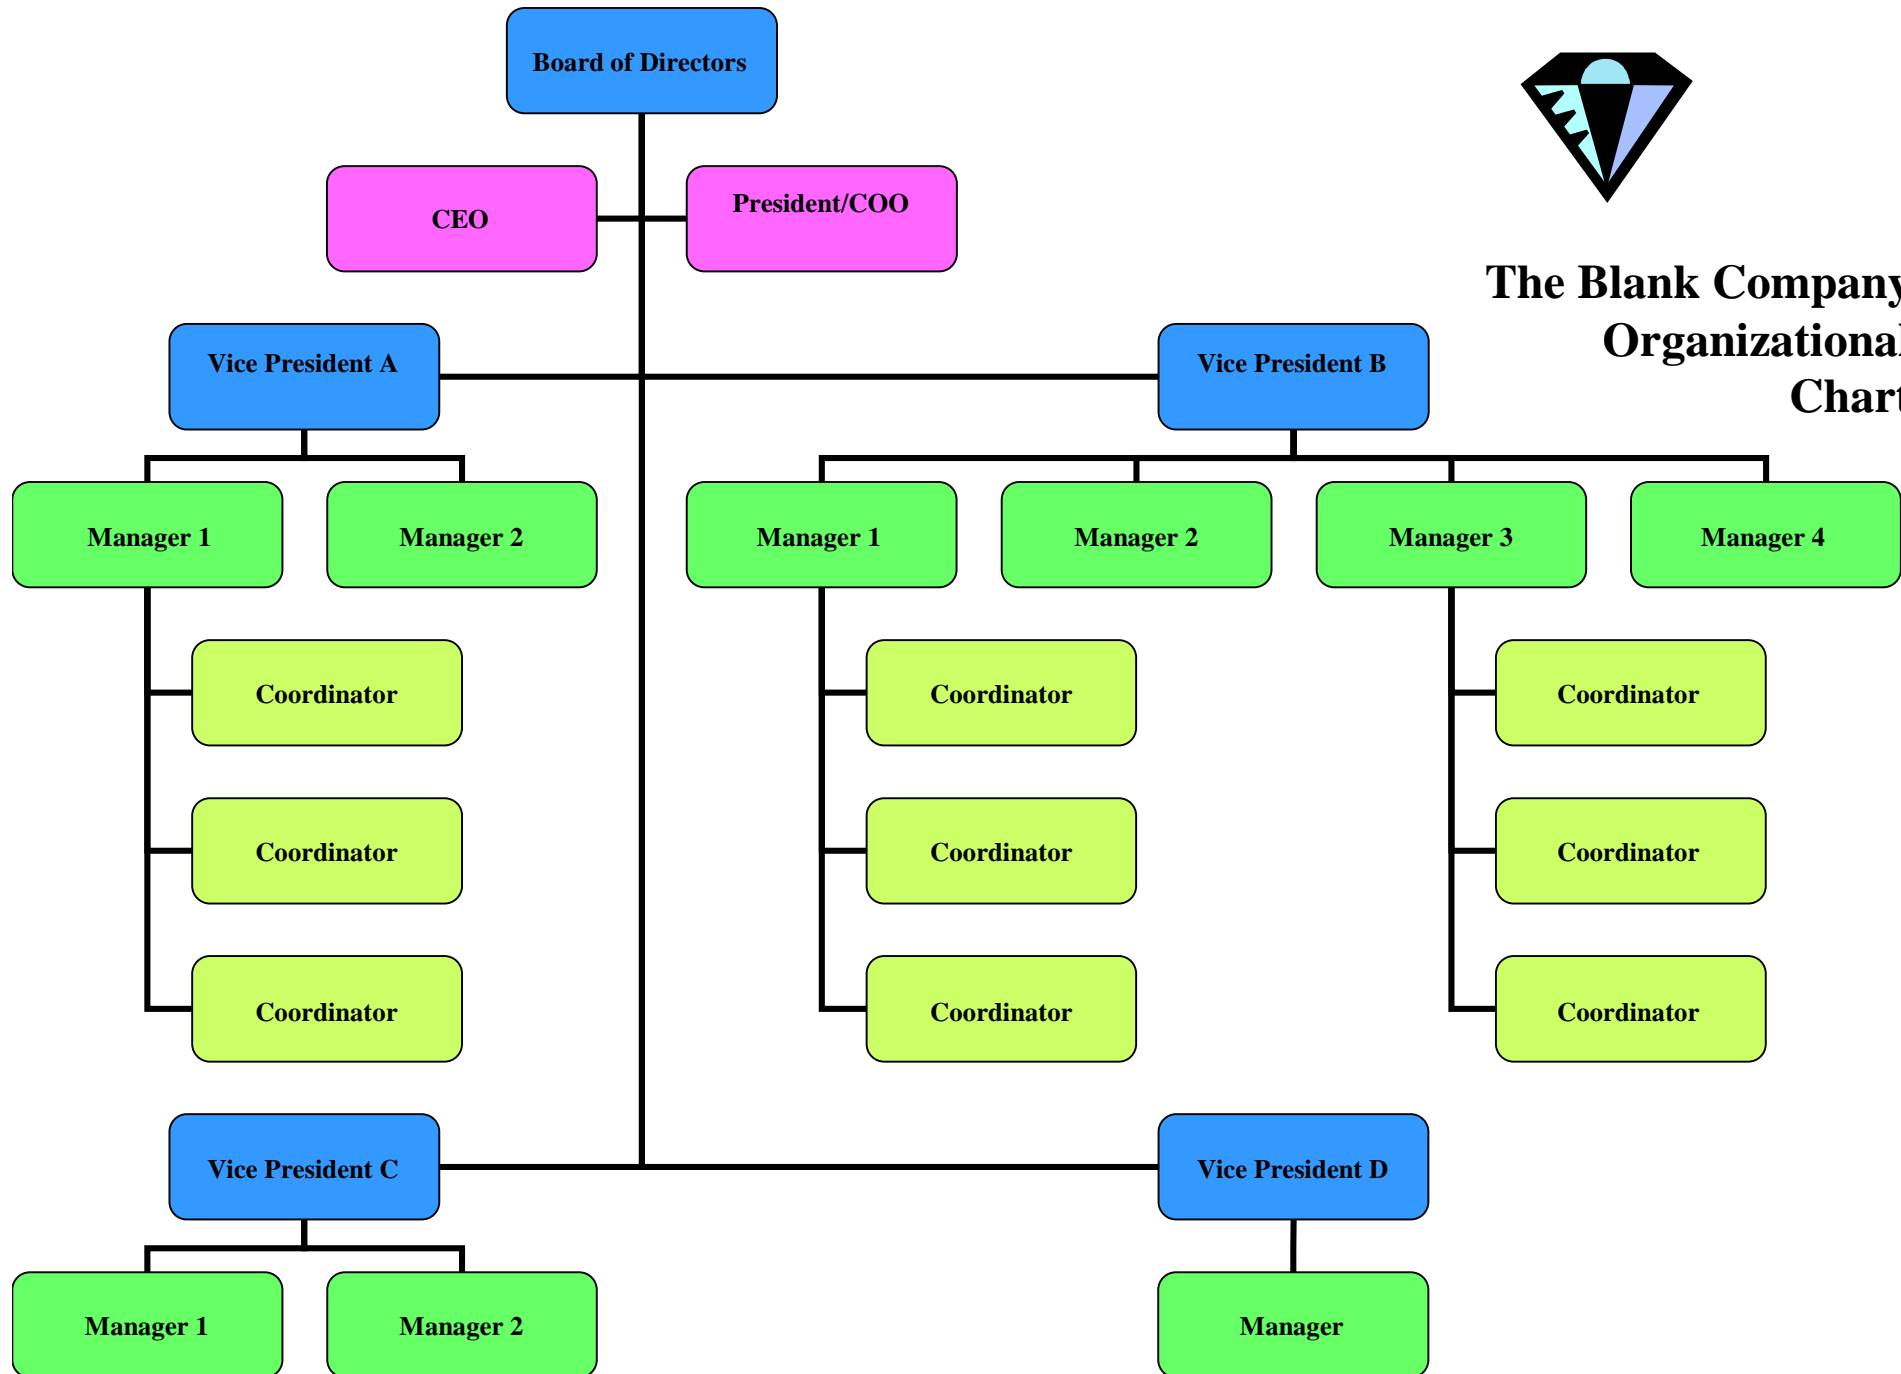 Board of Directors
CEO
President/COO
The Blank Company
Organizational
Chart
Vice President A
Vice President B
Manager 1
Manager 2
Manager 1
Manager 2
Manager 3
Manager 4
Coordinator
Coordinator
Coordinator
Coordinator
Coordinator
Coordinator
Coordinator
Coordinator
Coordinator
Vice President C
Vice President D
Manager 1
Manager 2
Manager